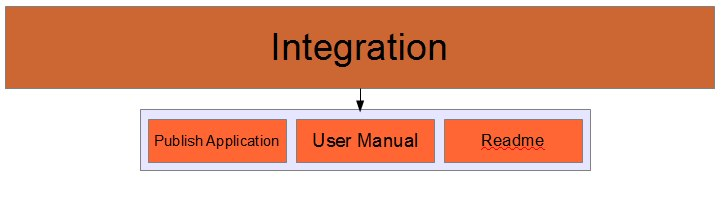 Integration
Publish Application
User Manual
Readme